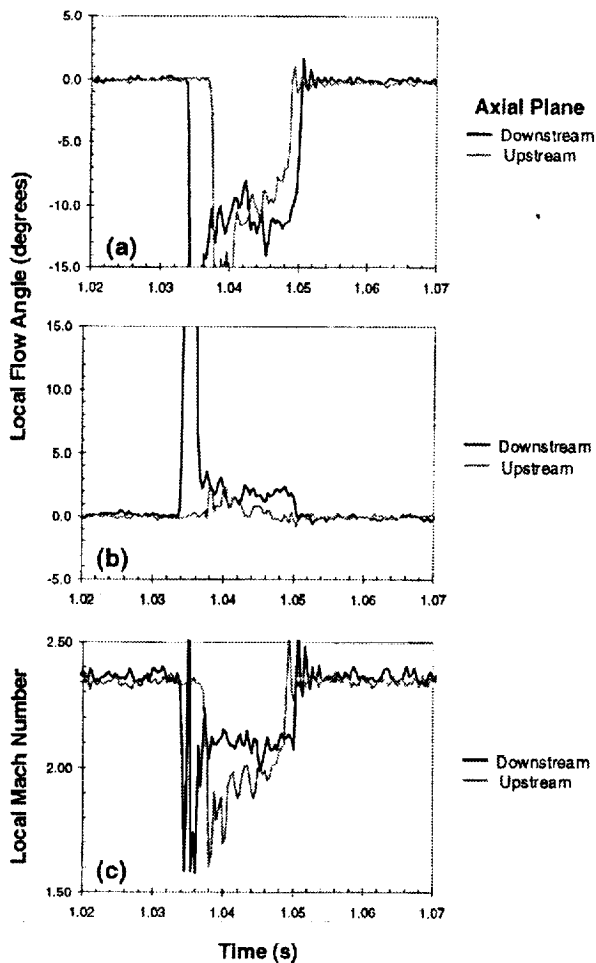 5.0
0.0
-5.0
-10.0
-15.0
(a)
1.02 1.03 1.04 1.05 1.06 1.07
Axial Plane
Downstream
Upstream
Local Flow Angle (degrees)
15.0
10.0
5.0
0.0
-5.0
(b)
1.02 1.03 1.04 1.05 1.06 1.07
Downstream
Upstream
Local Mach Number
2.50
2.00
1.50
(c)
1.02 1.03 1.04 1.05 1.06 1.07
Downstream
Upstream
Time (s)